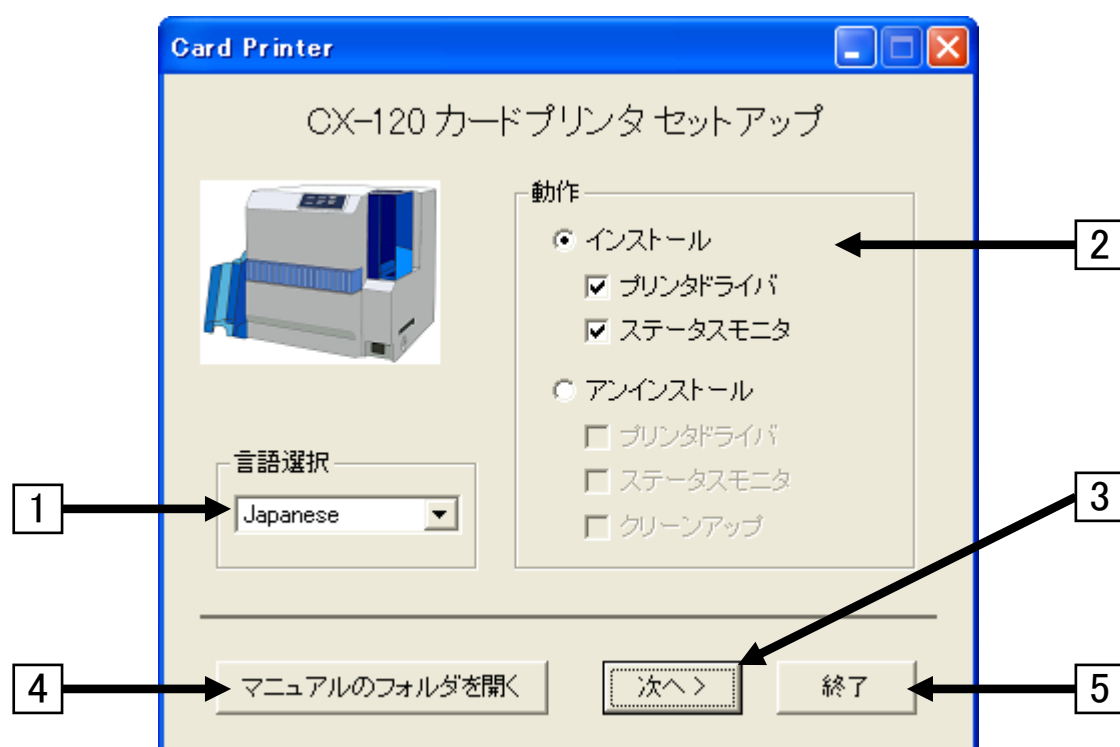 Card Printer
CX-120 カードプリンタ セットアップ
動作
インストール
2
プリンタドライバ
ステータスモニタ
アンインストール
プリンタドライバ
ステータスモニタ
クリーンアップ
言語選択
1
Japanese
3
4
マニュアルのフォルダを開く
次へ >
終了
5